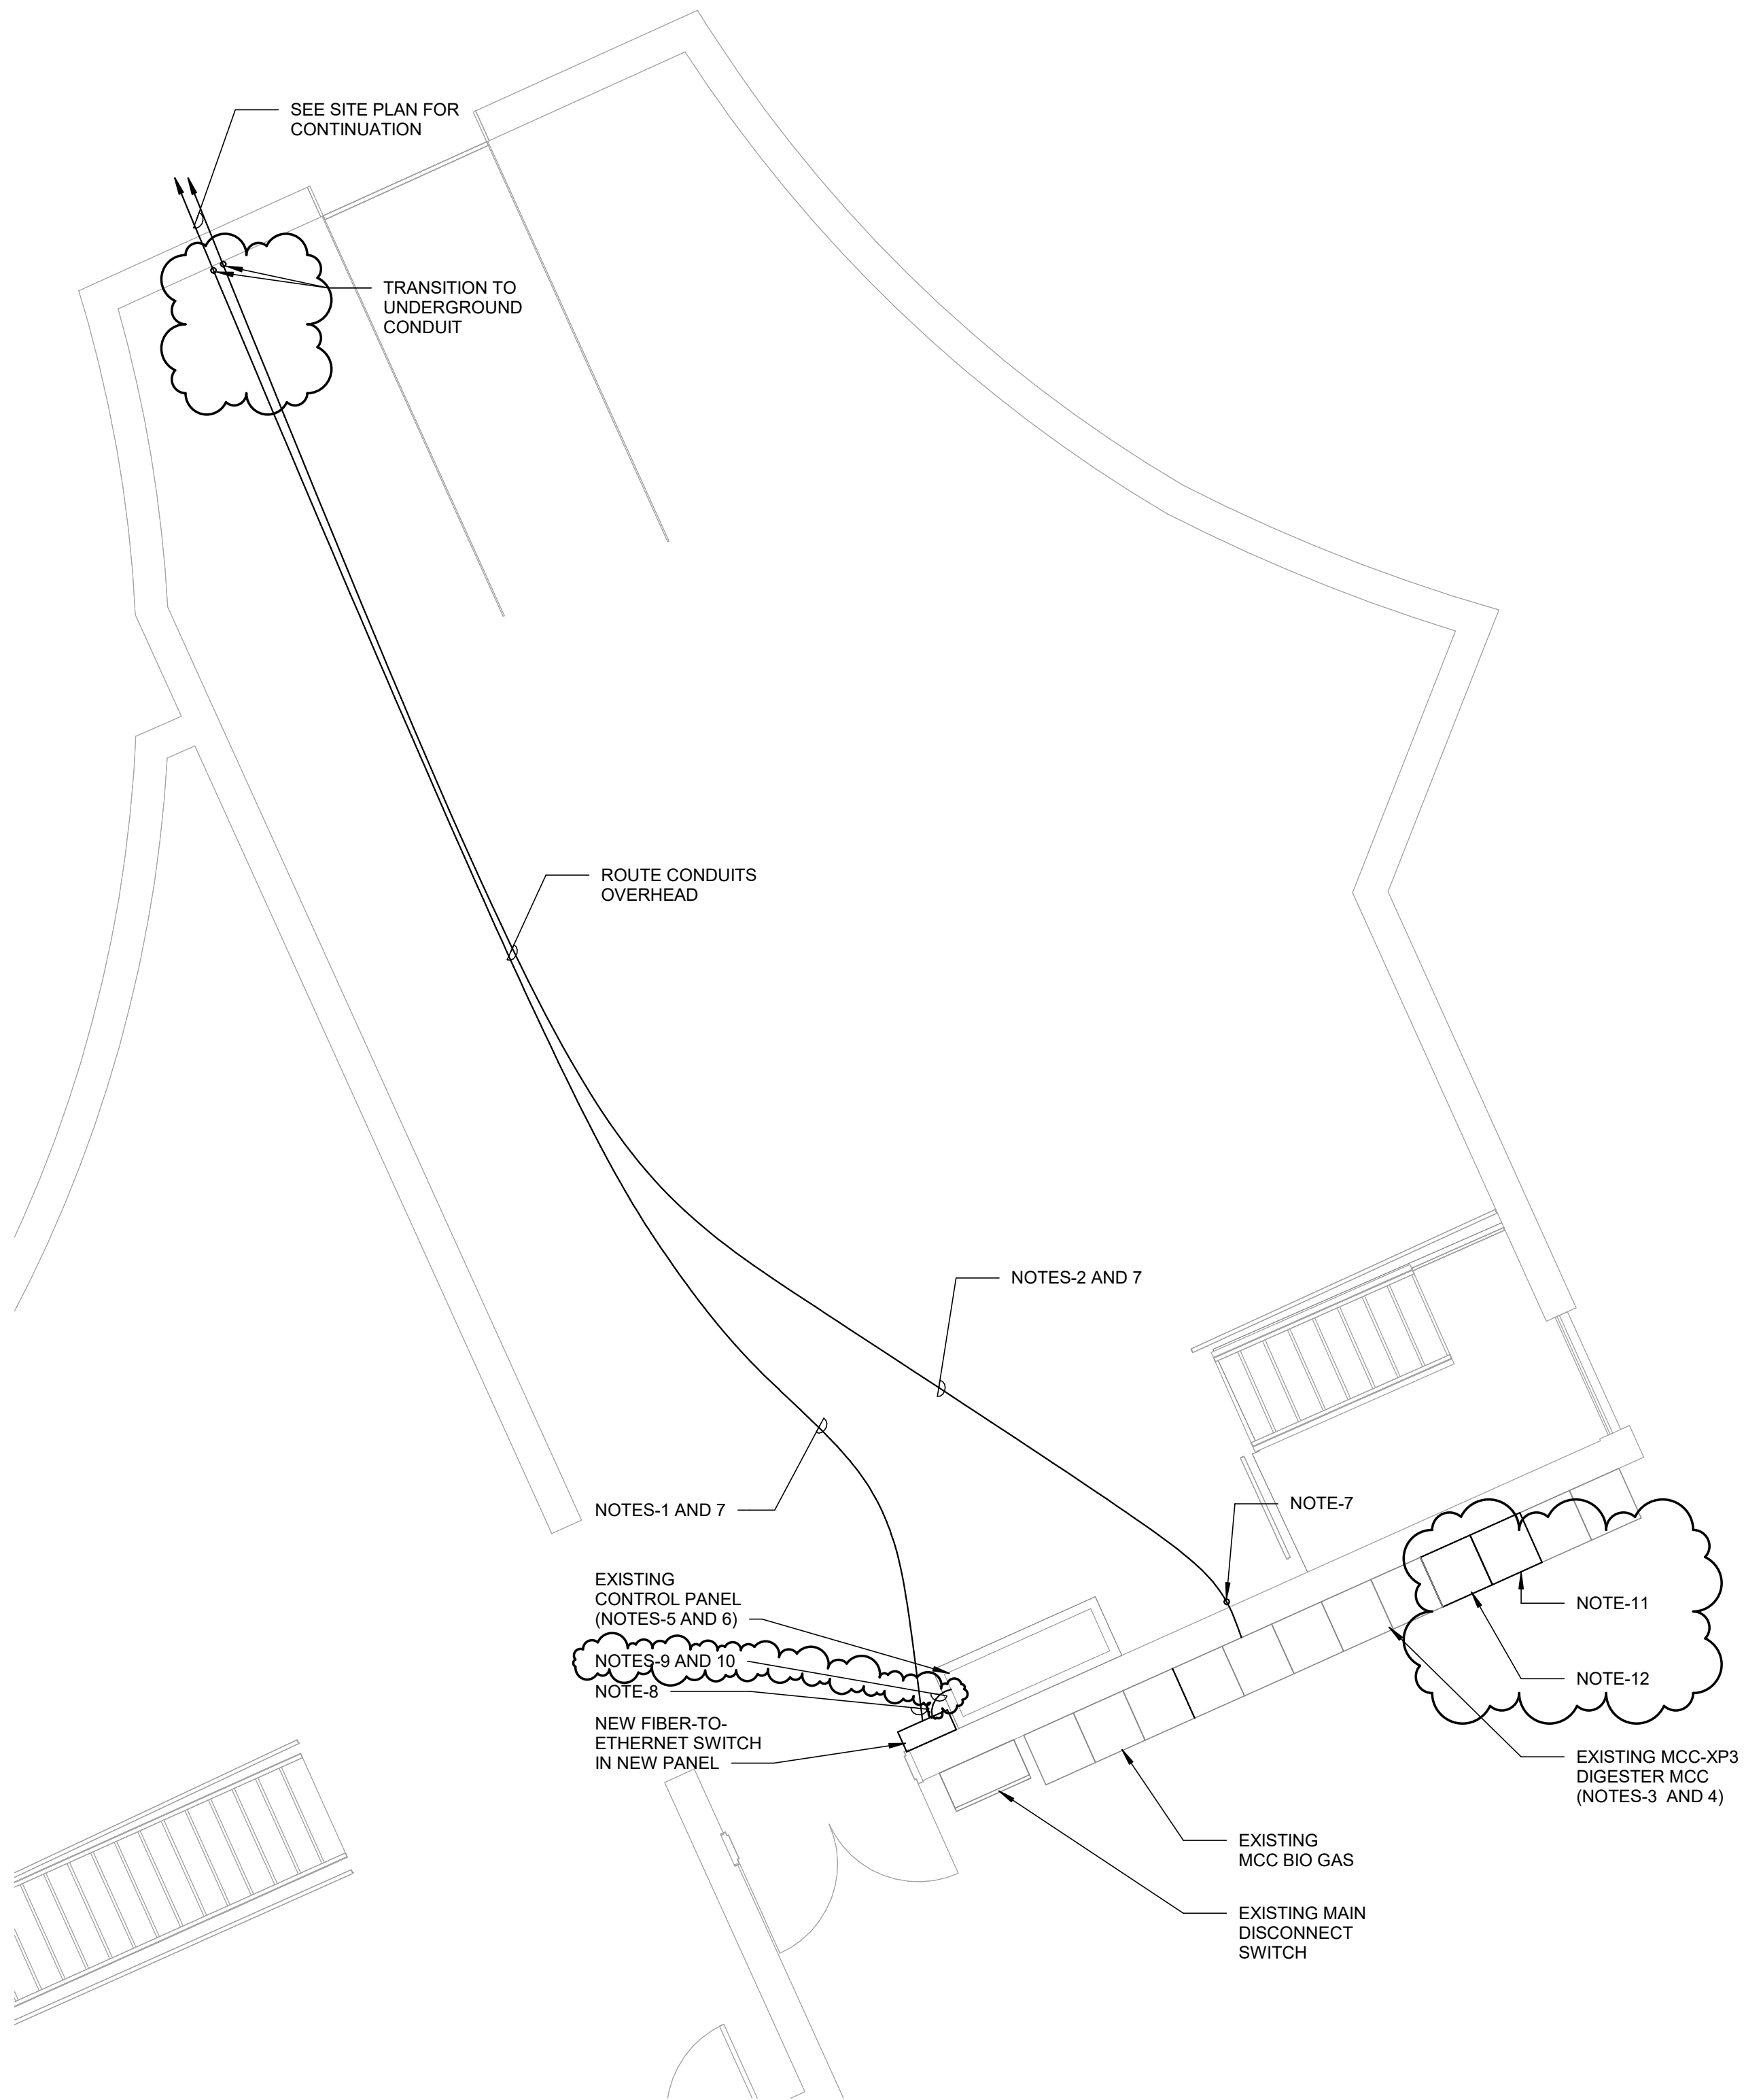 SEE SITE PLAN FOR
CONTINUATION
TRANSITION TO
UNDERGROUND
CONDUIT
ROUTE CONDUITS
OVERHEAD
NOTES-2 AND 7
NOTES-1 AND 7
NOTE-7
EXISTING
CONTROL PANEL
(NOTES-5 AND 6)
NOTES-9 AND 10
NOTE-8
NEW FIBER-TO-
ETHERNET SWITCH
IN NEW PANEL
NOTE-11
NOTE-12
EXISTING MCC-XP3
DIGESTER MCC
(NOTES-3 AND 4)
EXISTING
MCC BIO GAS
EXISTING MAIN
DISCONNECT
SWITCH